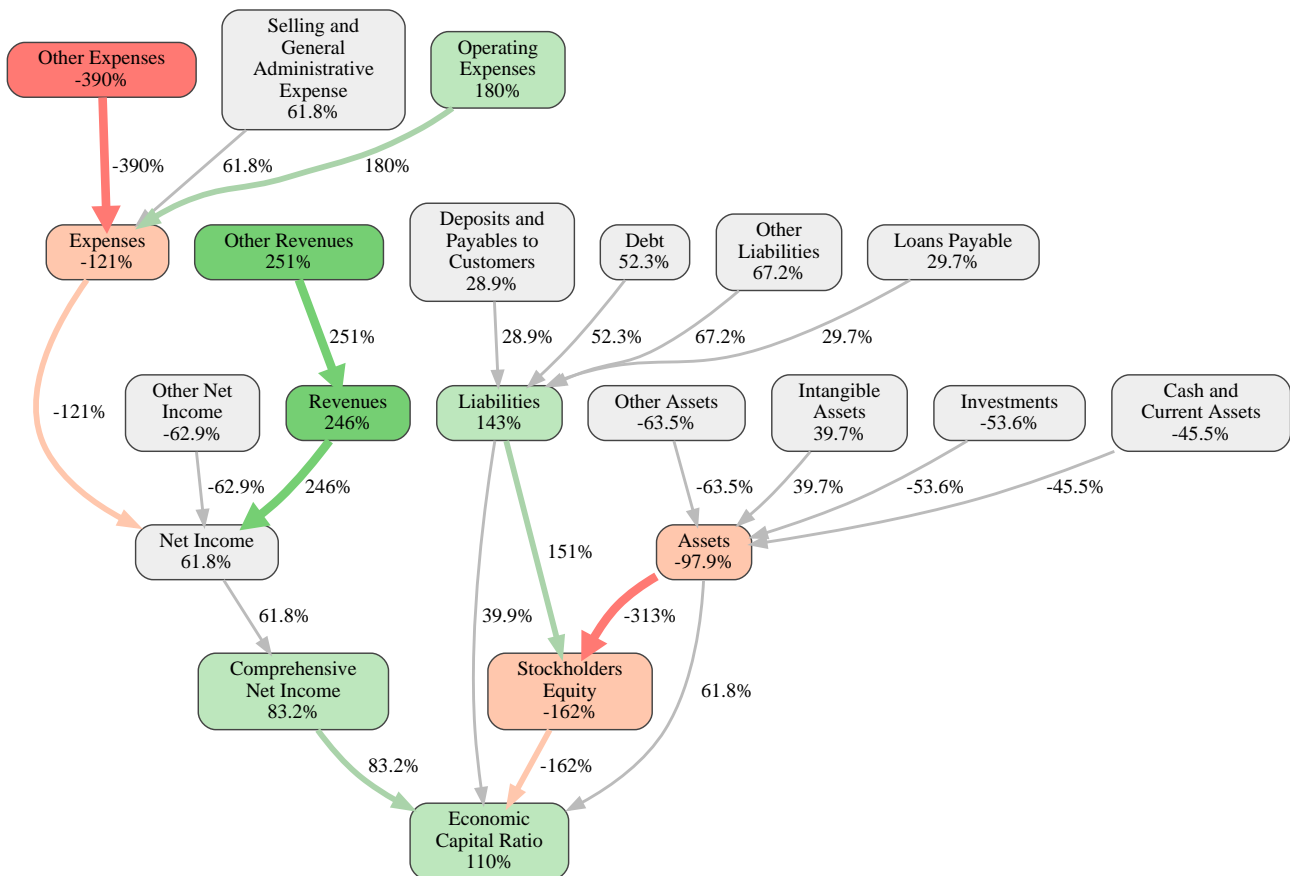 Other Expenses
-390%
Selling and
General
Administrative
Expense
61.8%
Operating
Expenses
180%
-390%
61.8%
180%
Expenses
-121%
Other Revenues
251%
Deposits and
Payables to
Customers
28.9%
Debt
52.3%
Other
Liabilities
67.2%
Loans Payable
29.7%
251%
28.9%
52.3%
67.2%
29.7%
-121%
Other Net
Income
-62.9%
Revenues
246%
Liabilities
143%
Other Assets
-63.5%
Intangible
Assets
39.7%
Investments
-53.6%
Cash and
Current Assets
-45.5%
-62.9%
246%
-63.5%
39.7%
-53.6%
-45.5%
Net Income
61.8%
151%
Assets
-97.9%
61.8%
39.9%
-313%
Comprehensive
Net Income
83.2%
Stockholders
Equity
-162%
61.8%
83.2%
-162%
Economic
Capital Ratio
110%